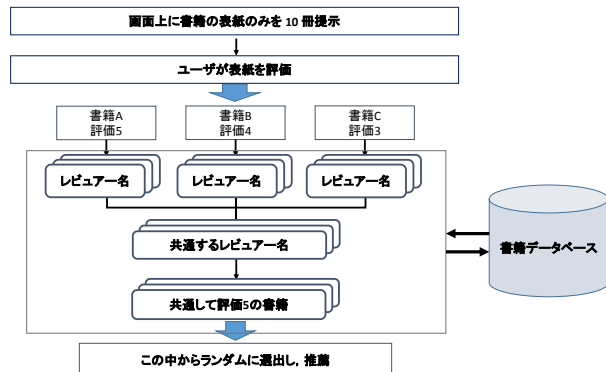 画面上に書籍の表紙のみを 10 冊提示
ユーザが表紙を評価
書籍A
評価5
書籍B
評価4
書籍C
評価3
レビュアー名
レビュアー名
レビュアー名
共通するレビュアー名
共通して評価5の書籍
書籍データベース
この中からランダムに選出し, 推薦